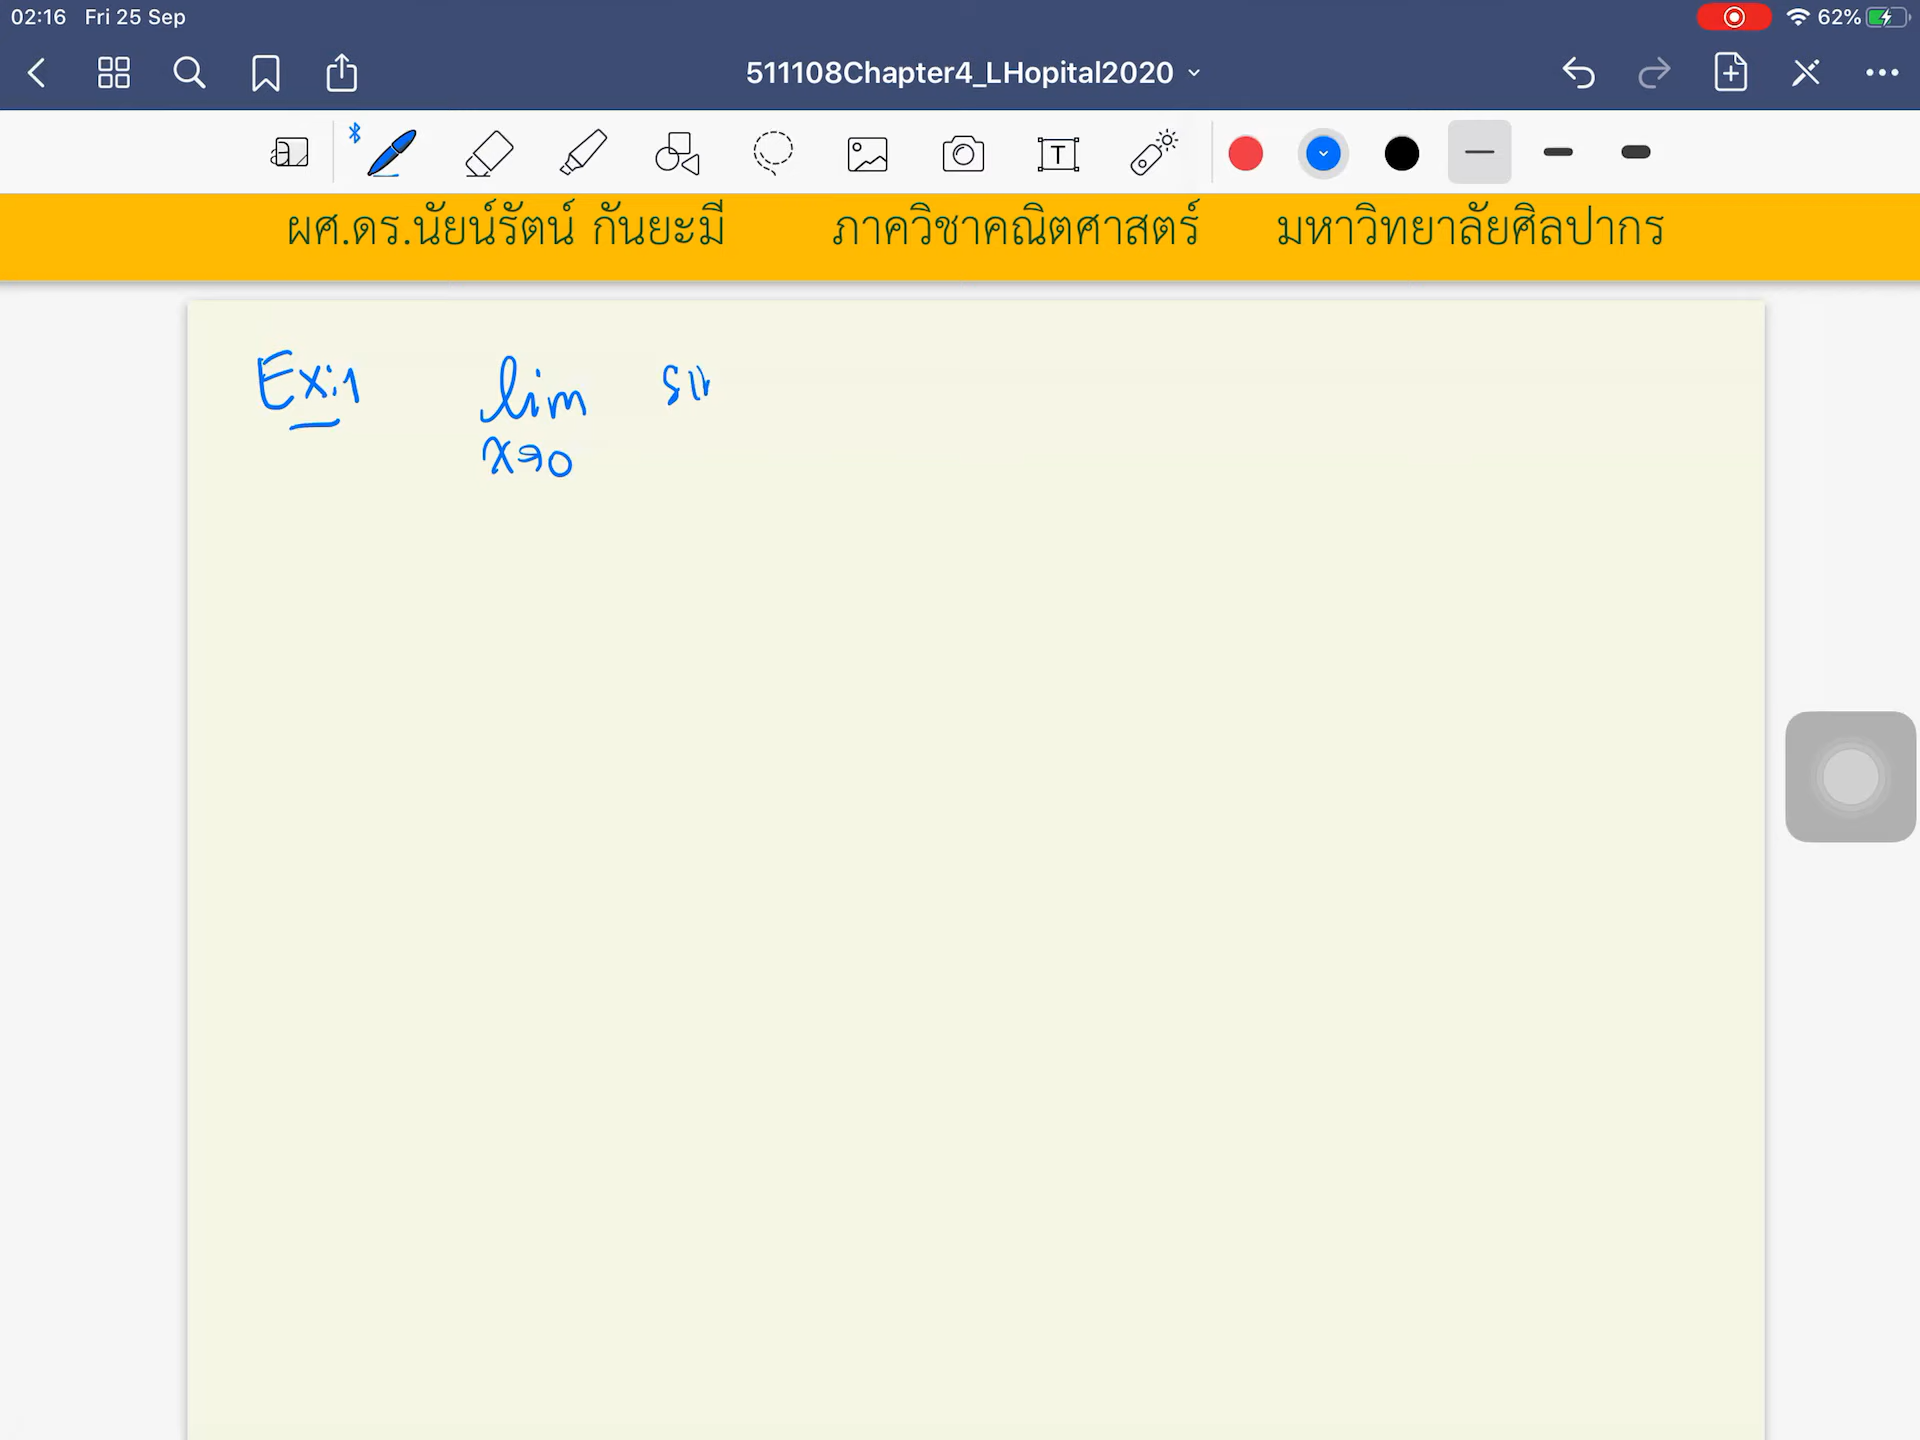 02:16 Fri 25 Sep 62%
511108Chapter4_LHopital2020
ผศ.ดร.นัยน์รัตน์ กันยะมี ภาควิชาคณิตศาสตร์ มหาวิทยาลัยศิลปากร
Ex:1 lim
x→0